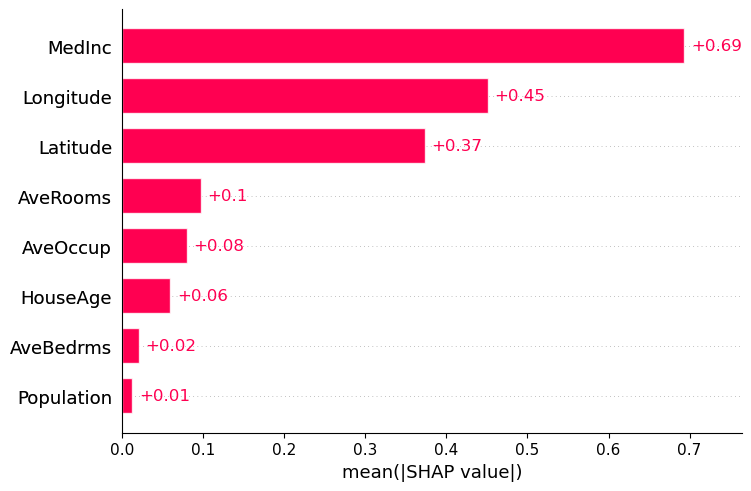 MedInc +0.69
Longitude +0.45
Latitude +0.37
AveRooms +0.1
AveOccup +0.08
HouseAge +0.06
AveBedrms +0.02
Population +0.01
0.0 0.1 0.2 0.3 0.4 0.5 0.6 0.7
mean(|SHAP value|)